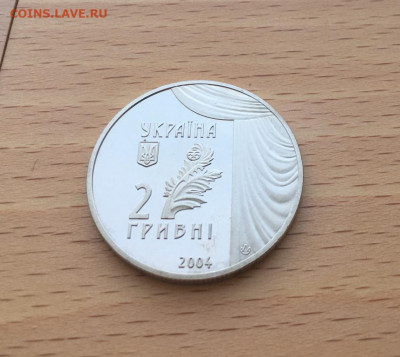 COINS.LAVE.RU
УКРАЇНА
2
ГРИВНІ
2004